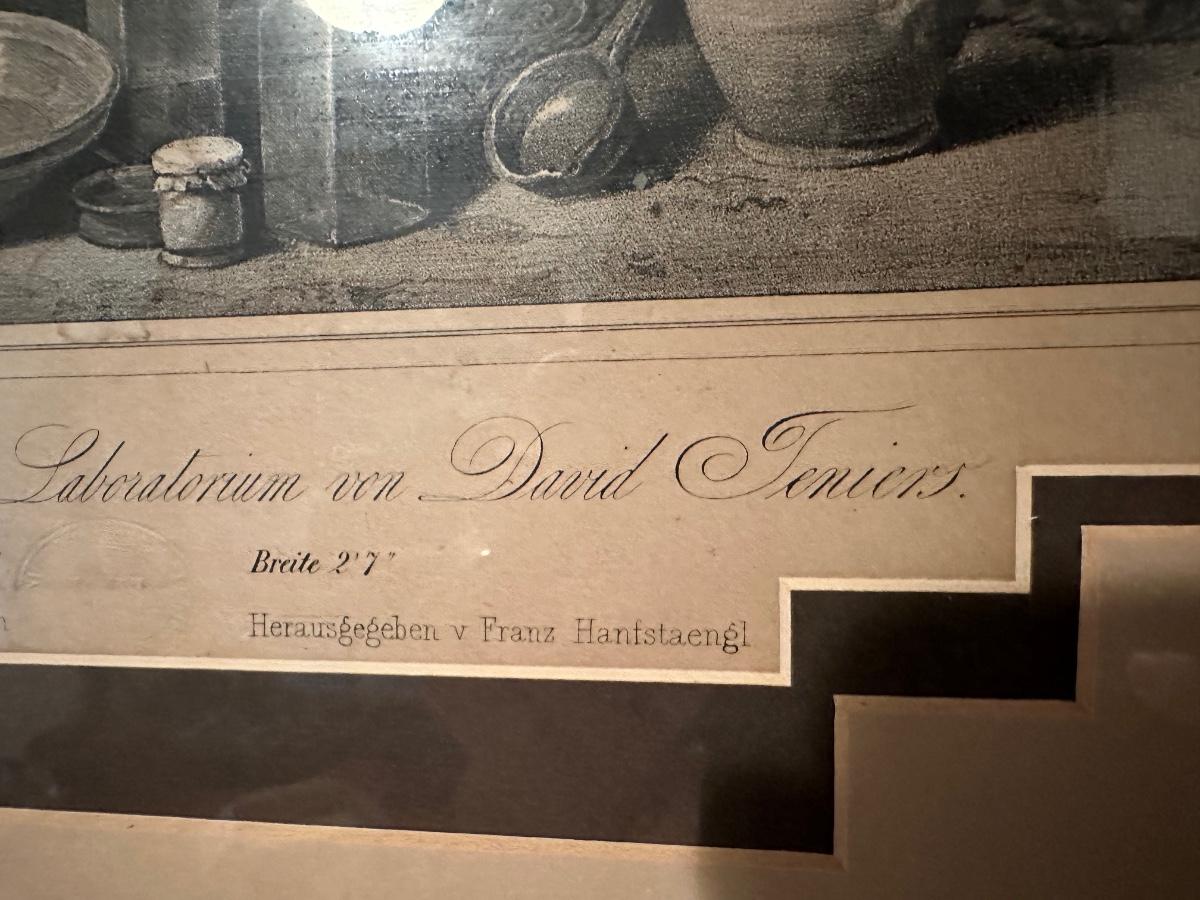 Laboratorium von David Teniers.
Breite 2' 7"
Herausgegeben v Franz Hanfstaengl